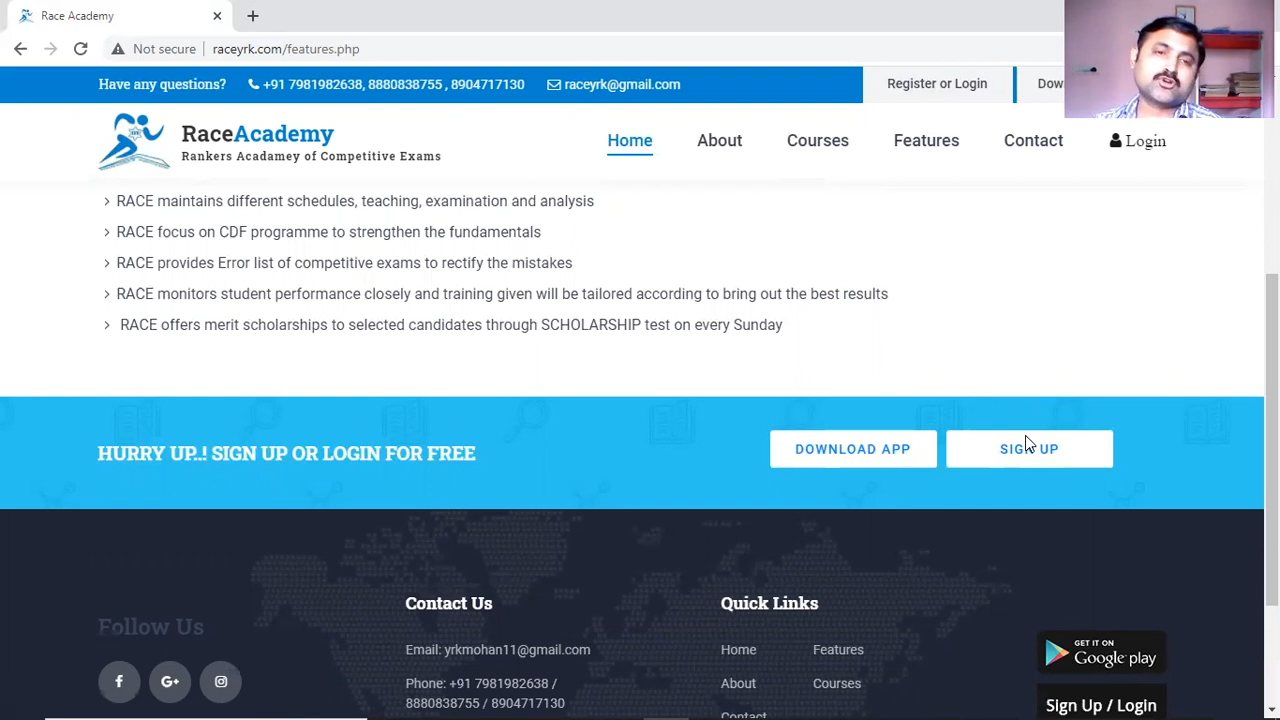 Race Academy
Not secure
raceyrk.com/features.php
Have any questions?
+91 7981982638, 8880838755 , 8904717130
raceyrk@gmail.com
Register or Login
RaceAcademy
Rankers Acadamey of Competitive Exams
Home
About
Courses
Features
Contact
Login
RACE maintains different schedules, teaching, examination and analysis
RACE focus on CDF programme to strengthen the fundamentals
RACE provides Error list of competitive exams to rectify the mistakes
RACE monitors student performance closely and training given will be tailored according to bring out the best results
RACE offers merit scholarships to selected candidates through SCHOLARSHIP test on every Sunday
HURRY UP..! SIGN UP OR LOGIN FOR FREE
DOWNLOAD APP
SIGN UP
Follow Us
G+
Contact Us
Email: yrkmohan11@gmail.com
Phone: +91 7981982638 /
8880838755 / 8904717130
Quick Links
Home
Features
About
Courses
Contact
GET IT ON
Google play
Sign Up / Login